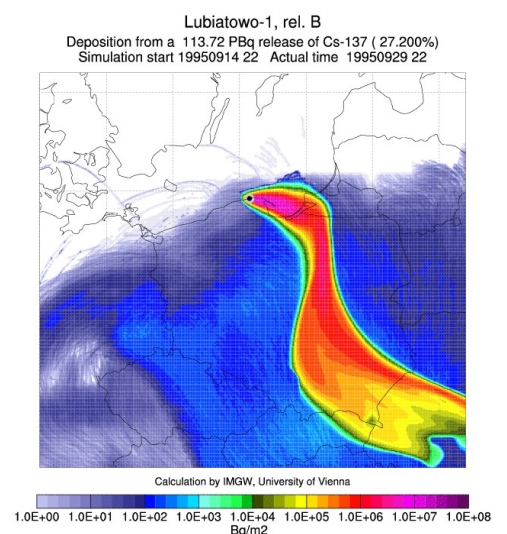 Lubiatowo-1, rel. B
Deposition from a  113.72 PBq release of Cs-137 ( 27.200%)
Simulation start 19950914 22   Actual time  19950929 22
Calculation by IMGW, University of Vienna
1.0E+00 1.0E+01 1.0E+02 1.0E+03 1.0E+04 1.0E+05 1.0E+06 1.0E+07 1.0E+08
Bq/m2